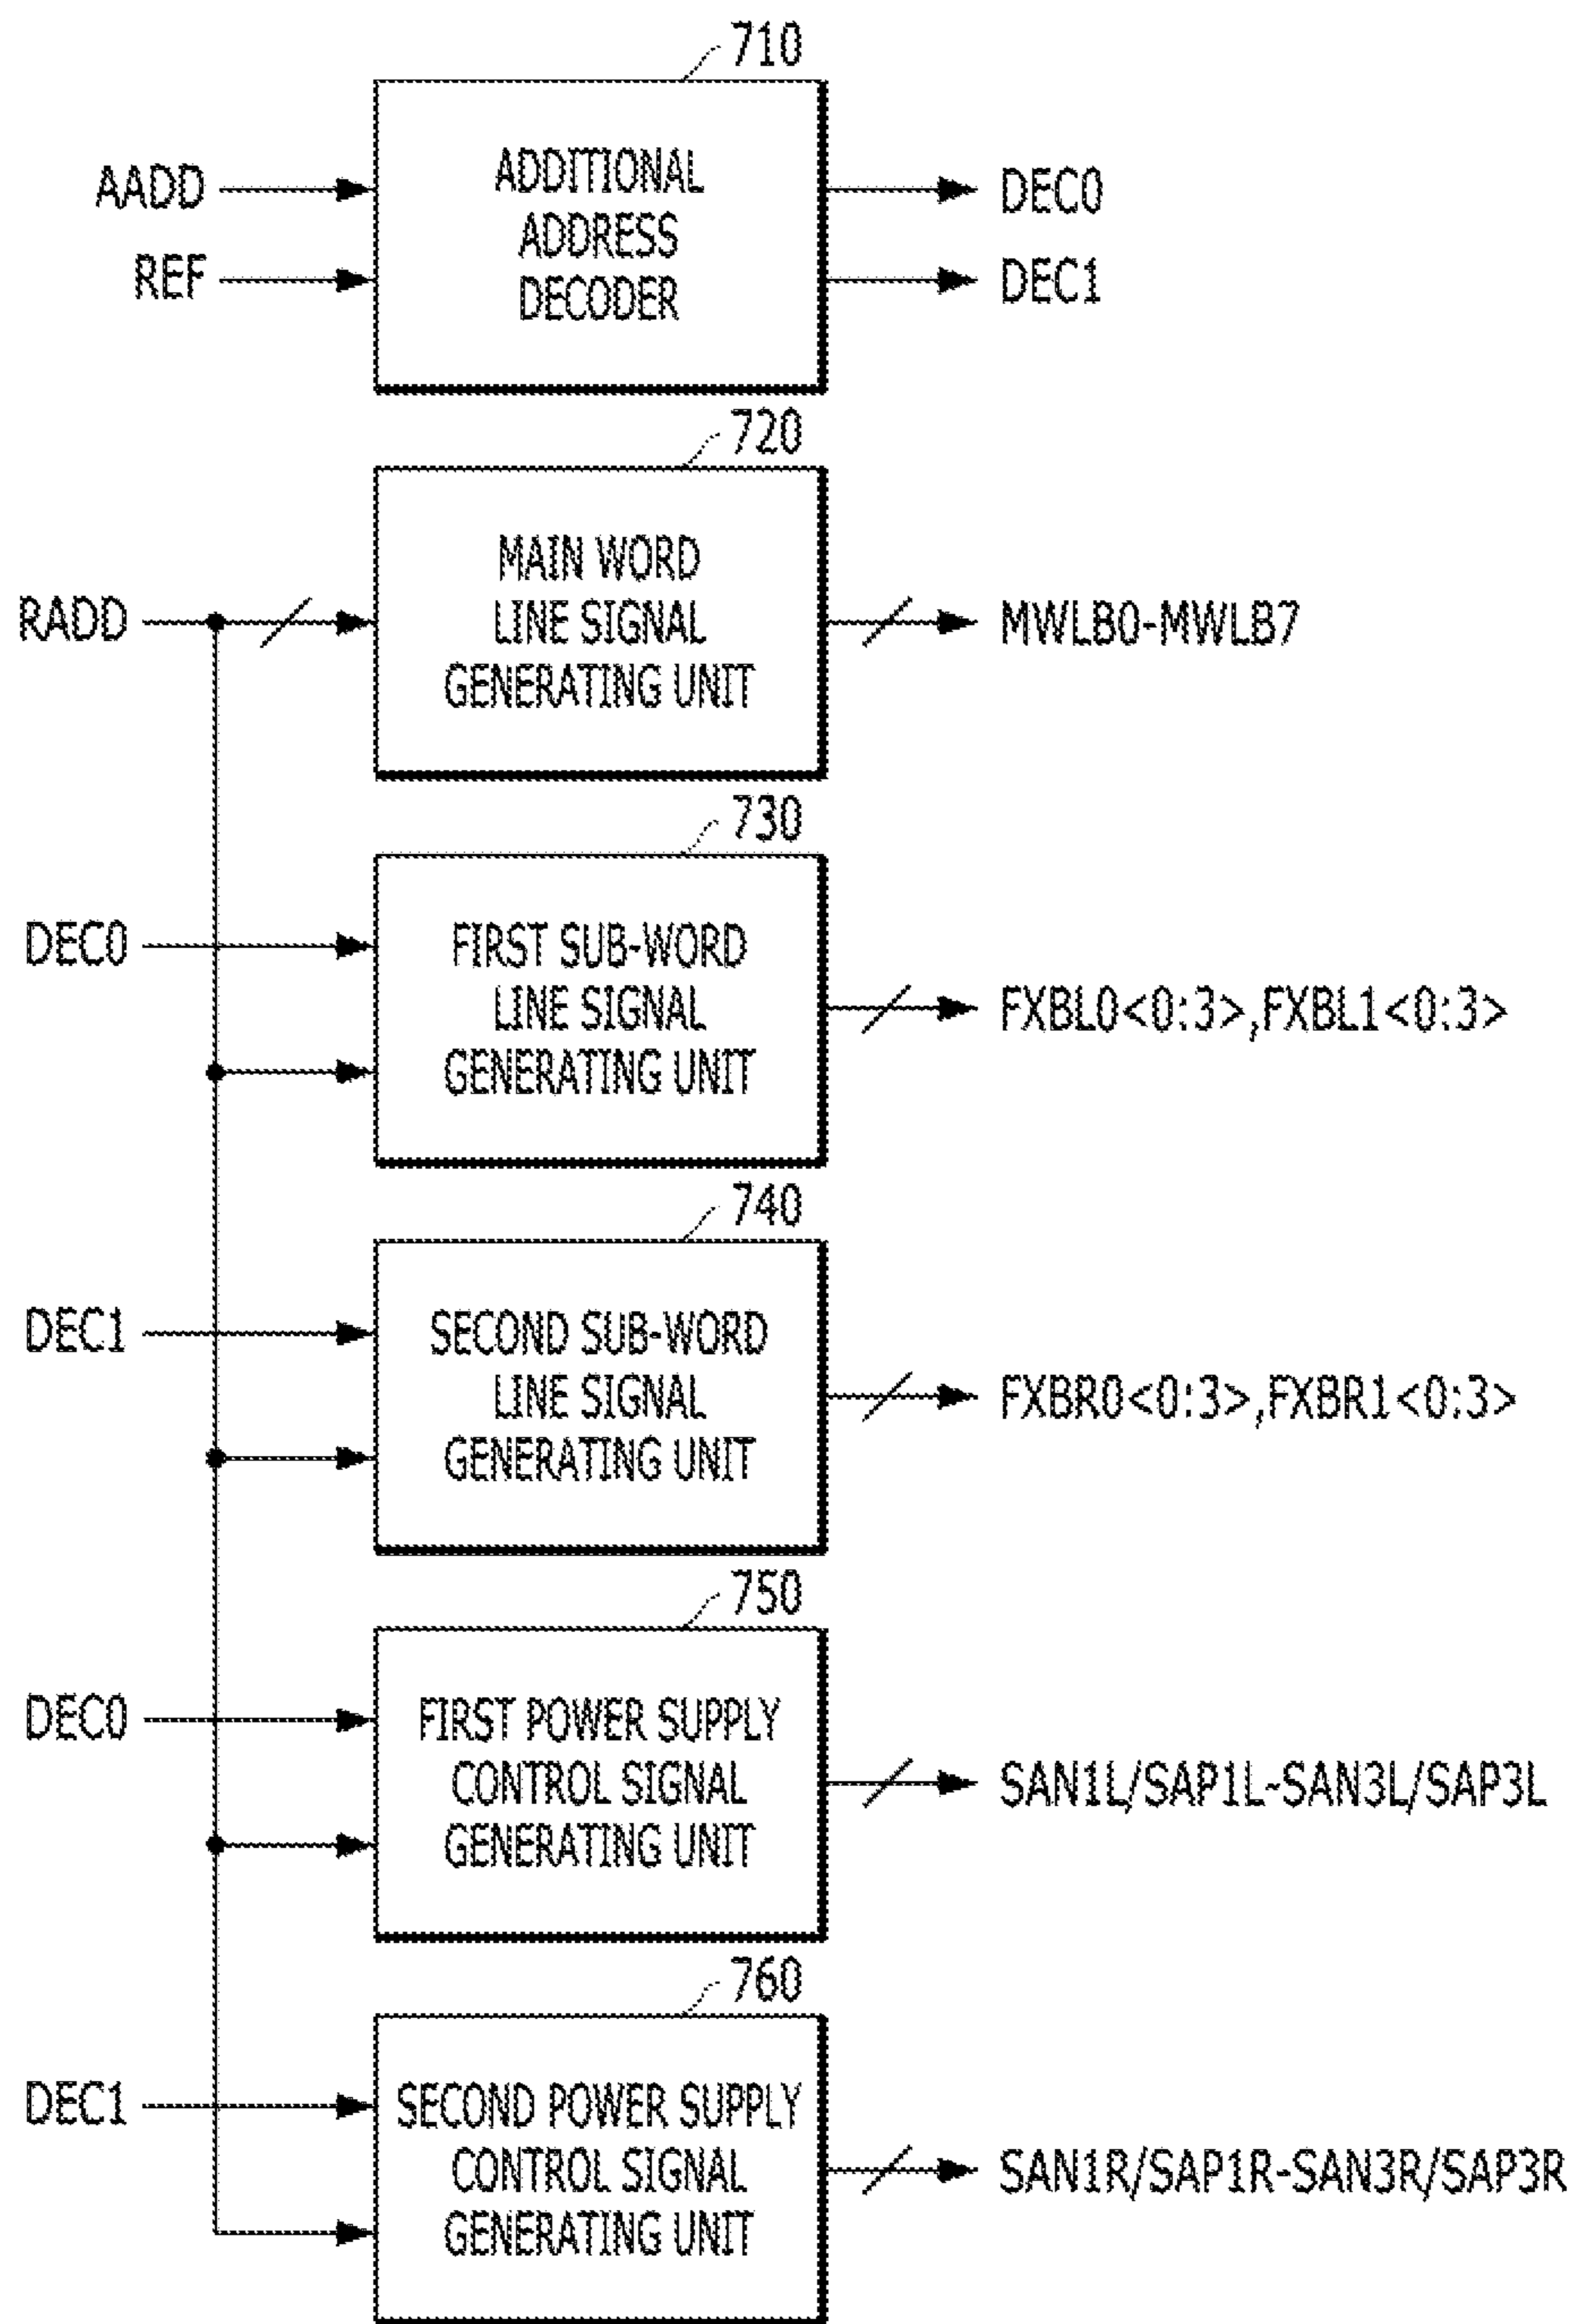 710
AADD
REF
ADDITIONAL
ADDRESS
DECODER
DEC0
DEC1
720
RADD
MAIN WORD
LINE SIGNAL
GENERATING UNIT
MWLB0-MWLB7
730
DEC0
FIRST SUB-WORD
LINE SIGNAL
GENERATING UNIT
FXBL0<0:3>,FXBL1<0:3>
740
DEC1
SECOND SUB-WORD
LINE SIGNAL
GENERATING UNIT
FXBR0<0:3>,FXBR1<0:3>
750
DEC0
FIRST POWER SUPPLY
CONTROL SIGNAL
GENERATING UNIT
SAN1L/SAP1L-SAN3L/SAP3L
760
DEC1
SECOND POWER SUPPLY
CONTROL SIGNAL
GENERATING UNIT
SAN1R/SAP1R-SAN3R/SAP3R